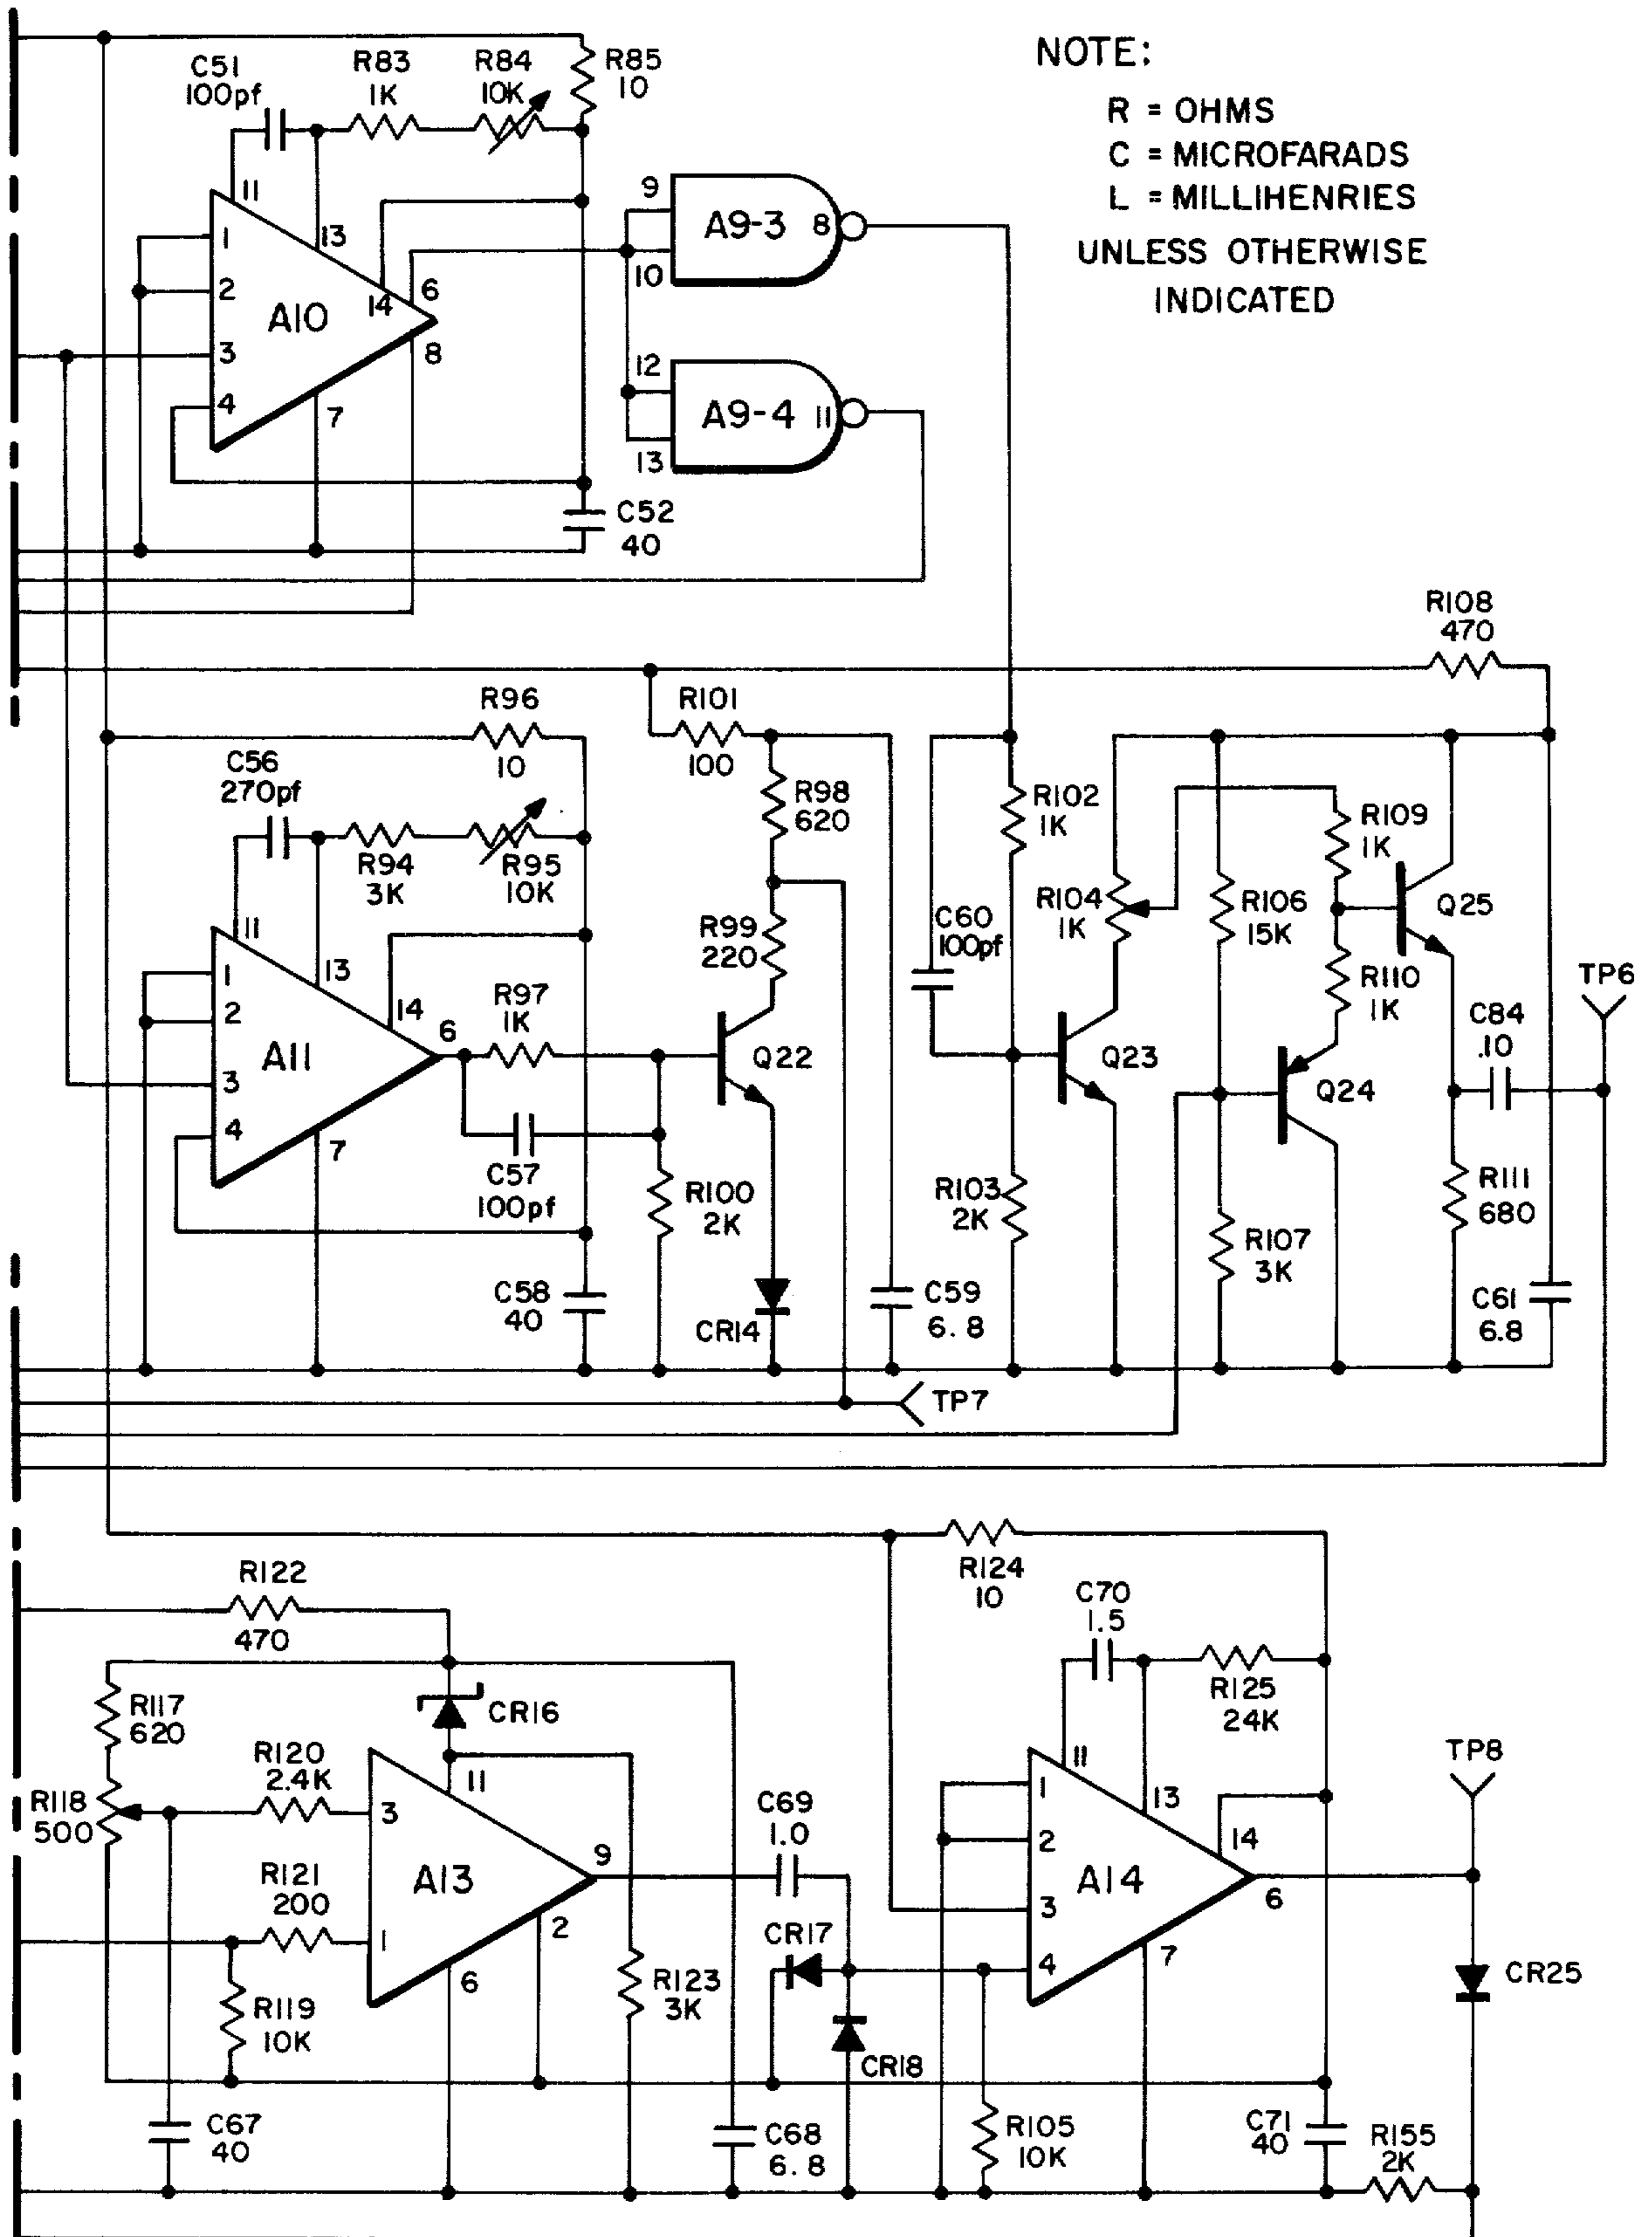 NOTE:
R = OHMS
C = MICROFARADS
L = MILLIHENRIES
UNLESS OTHERWISE
INDICATED
C51
100pf
R83
1K
R84
10K
R85
10
11
13
1
2
3
4
A10
14
6
8
7
9
10
A9-3
8
12
13
A9-4
11
C52
40
R108
470
R96
10
R101
100
C56
270pf
R94
3K
R95
10K
R98
620
R99
220
R102
1K
R104
1K
C60
100pf
R106
15K
R109
1K
Q25
R110
1K
TP6
C84
.10
11
13
1
2
3
4
A11
14
6
7
R97
1K
Q22
Q23
Q24
C57
100pf
R100
2K
R103
2K
R107
3K
R111
680
C58
40
CR14
C59
6.8
C61
6.8
TP7
R122
470
R124
10
C70
1.5
R125
24K
R117
620
CR16
R120
2.4K
R118
500
11
3
1
A13
9
2
6
R121
200
R119
10K
C69
1.0
CR17
CR18
R123
3K
11
13
1
2
3
4
A14
14
6
7
TP8
CR25
C67
40
C68
6.8
R105
10K
C71
40
R155
2K